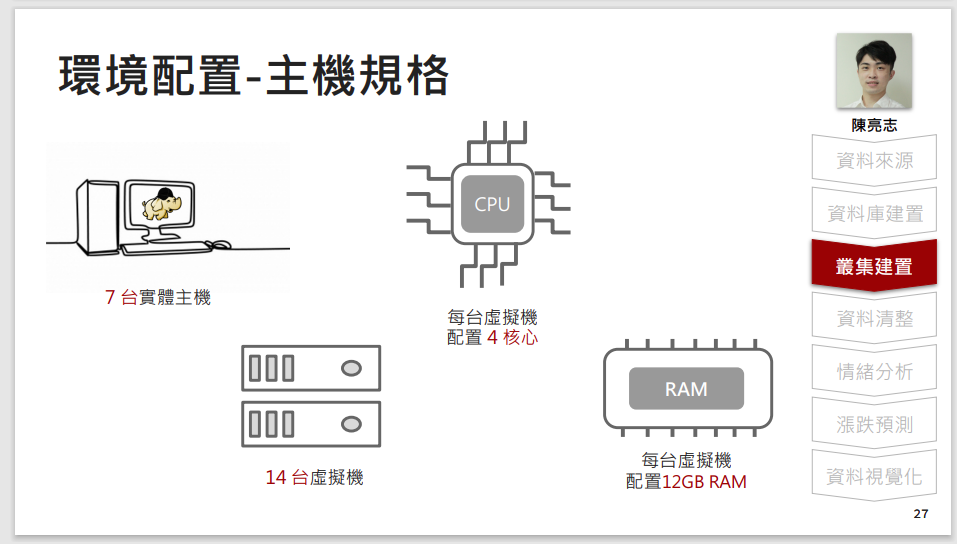 環境配置-主機規格
陳亮志
資料來源
資料庫建置
叢集建置
資料清整
情緒分析
漲跌預測
資料視覺化
7 台實體主機
CPU
每台虛擬機
配置 4 核心
14 台虛擬機
RAM
每台虛擬機
配置12GB RAM
27